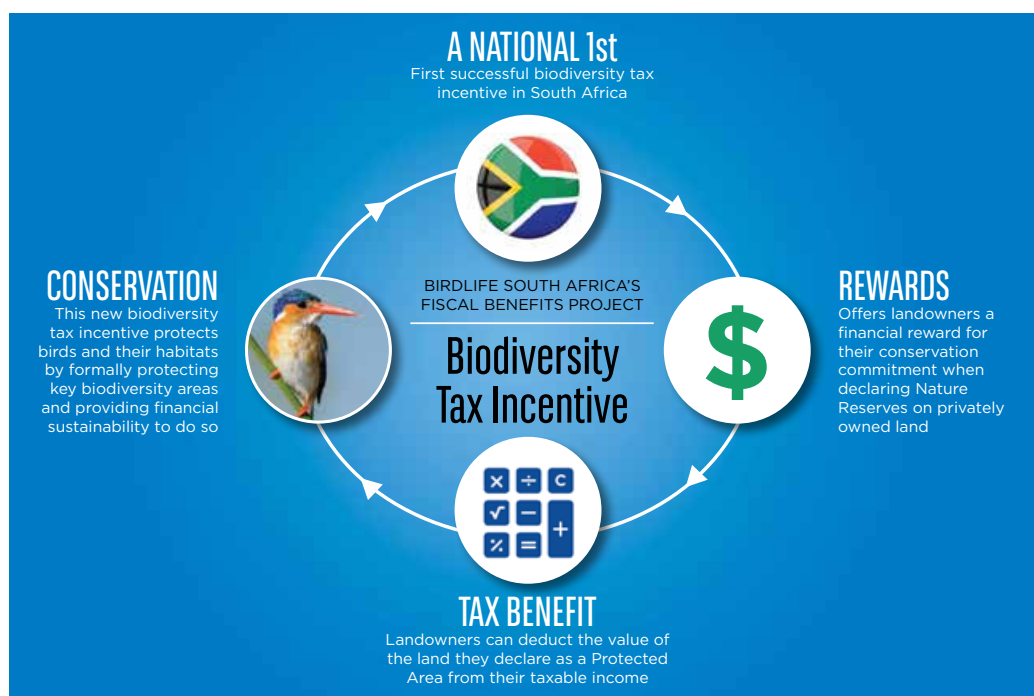 A NATIONAL 1st
First successful biodiversity tax
incentive in South Africa
CONSERVATION
This new biodiversity
tax incentive protects
birds and their habitats
by formally protecting
key biodiversity areas
and providing financial
sustainability to do so
BIRDLIFE SOUTH AFRICA'S
FISCAL BENEFITS PROJECT
Biodiversity
Tax Incentive
REWARDS
Offers landowners a
financial reward for
their conservation
commitment when
declaring Nature
Reserves on privately
owned land
$
× ÷ C
√ −
+
% =
TAX BENEFIT
Landowners can deduct the value of
the land they declare as a Protected
Area from their taxable income